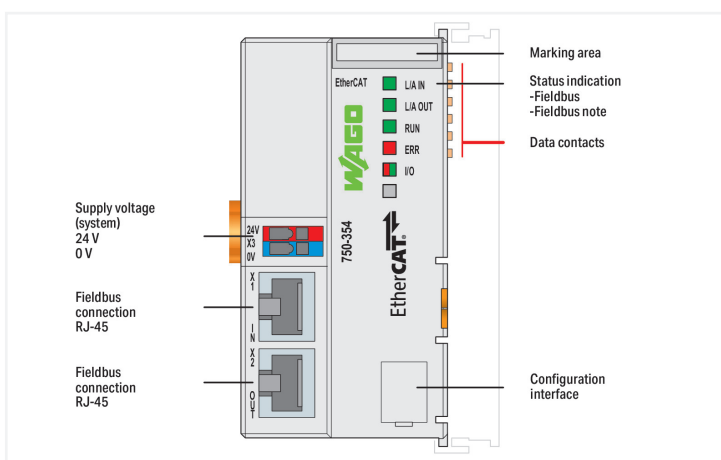 Marking area
Status indication
-Fieldbus
-Fieldbus note
Data contacts
EtherCAT
L/A IN
L/A OUT
RUN
ERR
I/O
WAGO
750-354
EtherCAT®
Supply voltage
(system)
24 V
0 V
24V
X3
0V
Fieldbus
connection
RJ-45
X1
IN
Fieldbus
connection
RJ-45
X2
OUT
Configuration
interface